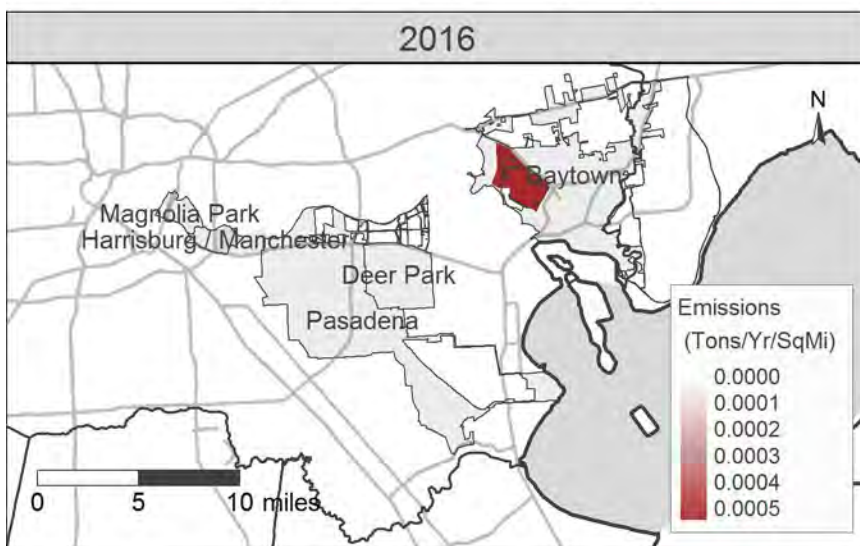 2016
N
Baytown
Magnolia Park
Harrisburg / Manchester
Deer Park
Pasadena
Emissions
(Tons/Yr/SqMi)
0.0000
0.0001
0.0002
0.0003
0.0004
0.0005
0 5 10 miles